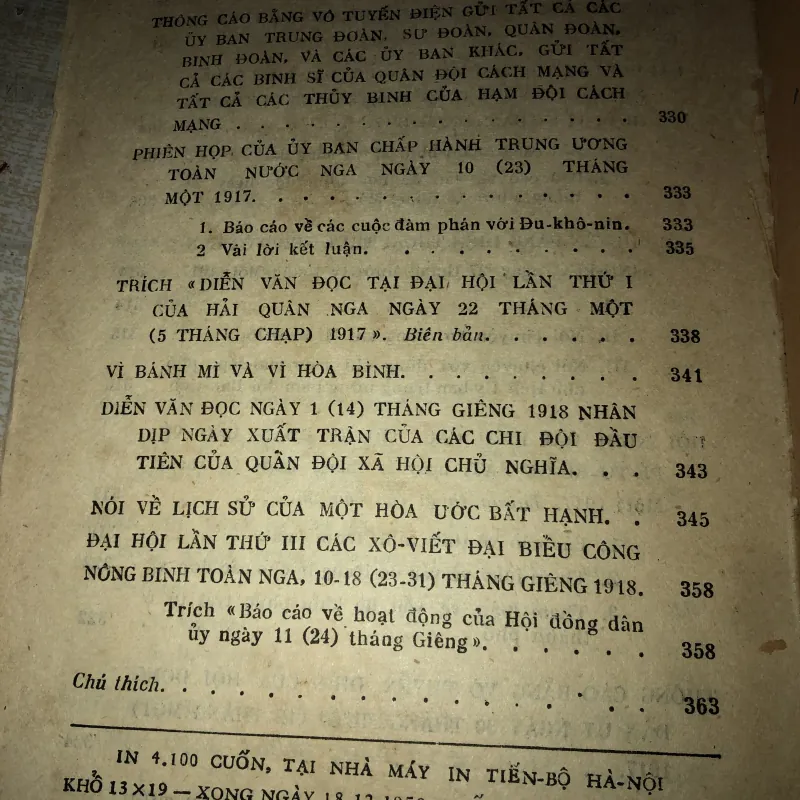 THÔNG CÁO BẰNG VÔ TUYẾN ĐIỆN GỬI TẤT CẢ CÁC
ỦY BAN TRUNG ĐOÀN, SƯ ĐOÀN, QUÂN ĐOÀN,
BINH ĐOÀN, VÀ CÁC ỦY BAN KHÁC, GỬI TẤT
CẢ CÁC BINH SĨ CỦA QUÂN ĐỘI CÁCH MẠNG VÀ
TẤT CẢ CÁC THỦY BINH CỦA HẠM ĐỘI CÁCH
MẠNG . . . . . . . . . . . . . . . . 330
PHIÊN HỌP CỦA ỦY BAN CHẤP HÀNH TRUNG ƯƠNG
TOÀN NƯỚC NGA NGÀY 10 (23) THÁNG
MỘT 1917. . . . . . . . . . . . . . . 333
1. Báo cáo về các cuộc đàm phán với Đu-khô-nin. 333
2 Vài lời kết luận. . . . . . . . . . 335
TRÍCH «DIỄN VĂN ĐỌC TẠI ĐẠI HỘI LẦN THỨ I
CỦA HẢI QUÂN NGA NGÀY 22 THÁNG MỘT
(5 THÁNG CHẠP) 1917». Biên bản. . . . . . 338
VÌ BÁNH MÌ VÀ VÌ HÒA BÌNH. . . . . . . . 341
DIỄN VĂN ĐỌC NGÀY 1 (14) THÁNG GIÊNG 1918 NHÂN
DỊP NGÀY XUẤT TRẬN CỦA CÁC CHI ĐỘI ĐẦU
TIÊN CỦA QUÂN ĐỘI XÃ HỘI CHỦ NGHĨA. . . 343
NÓI VỀ LỊCH SỬ CỦA MỘT HÒA ƯỚC BẤT HẠNH. . 345
ĐẠI HỘI LẦN THỨ III CÁC XÔ-VIẾT ĐẠI BIỂU CÔNG
NÔNG BINH TOÀN NGA, 10-18 (23-31) THÁNG GIÊNG 1918. 358
Trích «Báo cáo về hoạt động của Hội đồng dân
ủy ngày 11 (24) tháng Giêng». . . . . . 358
Chú thích. . . . . . . . . . . . . . 363
IN 4.100 CUỐN, TẠI NHÀ MÁY IN TIẾN-BỘ HÀ-NỘI
KHỔ 13×19 — XONG NGÀY 18-12